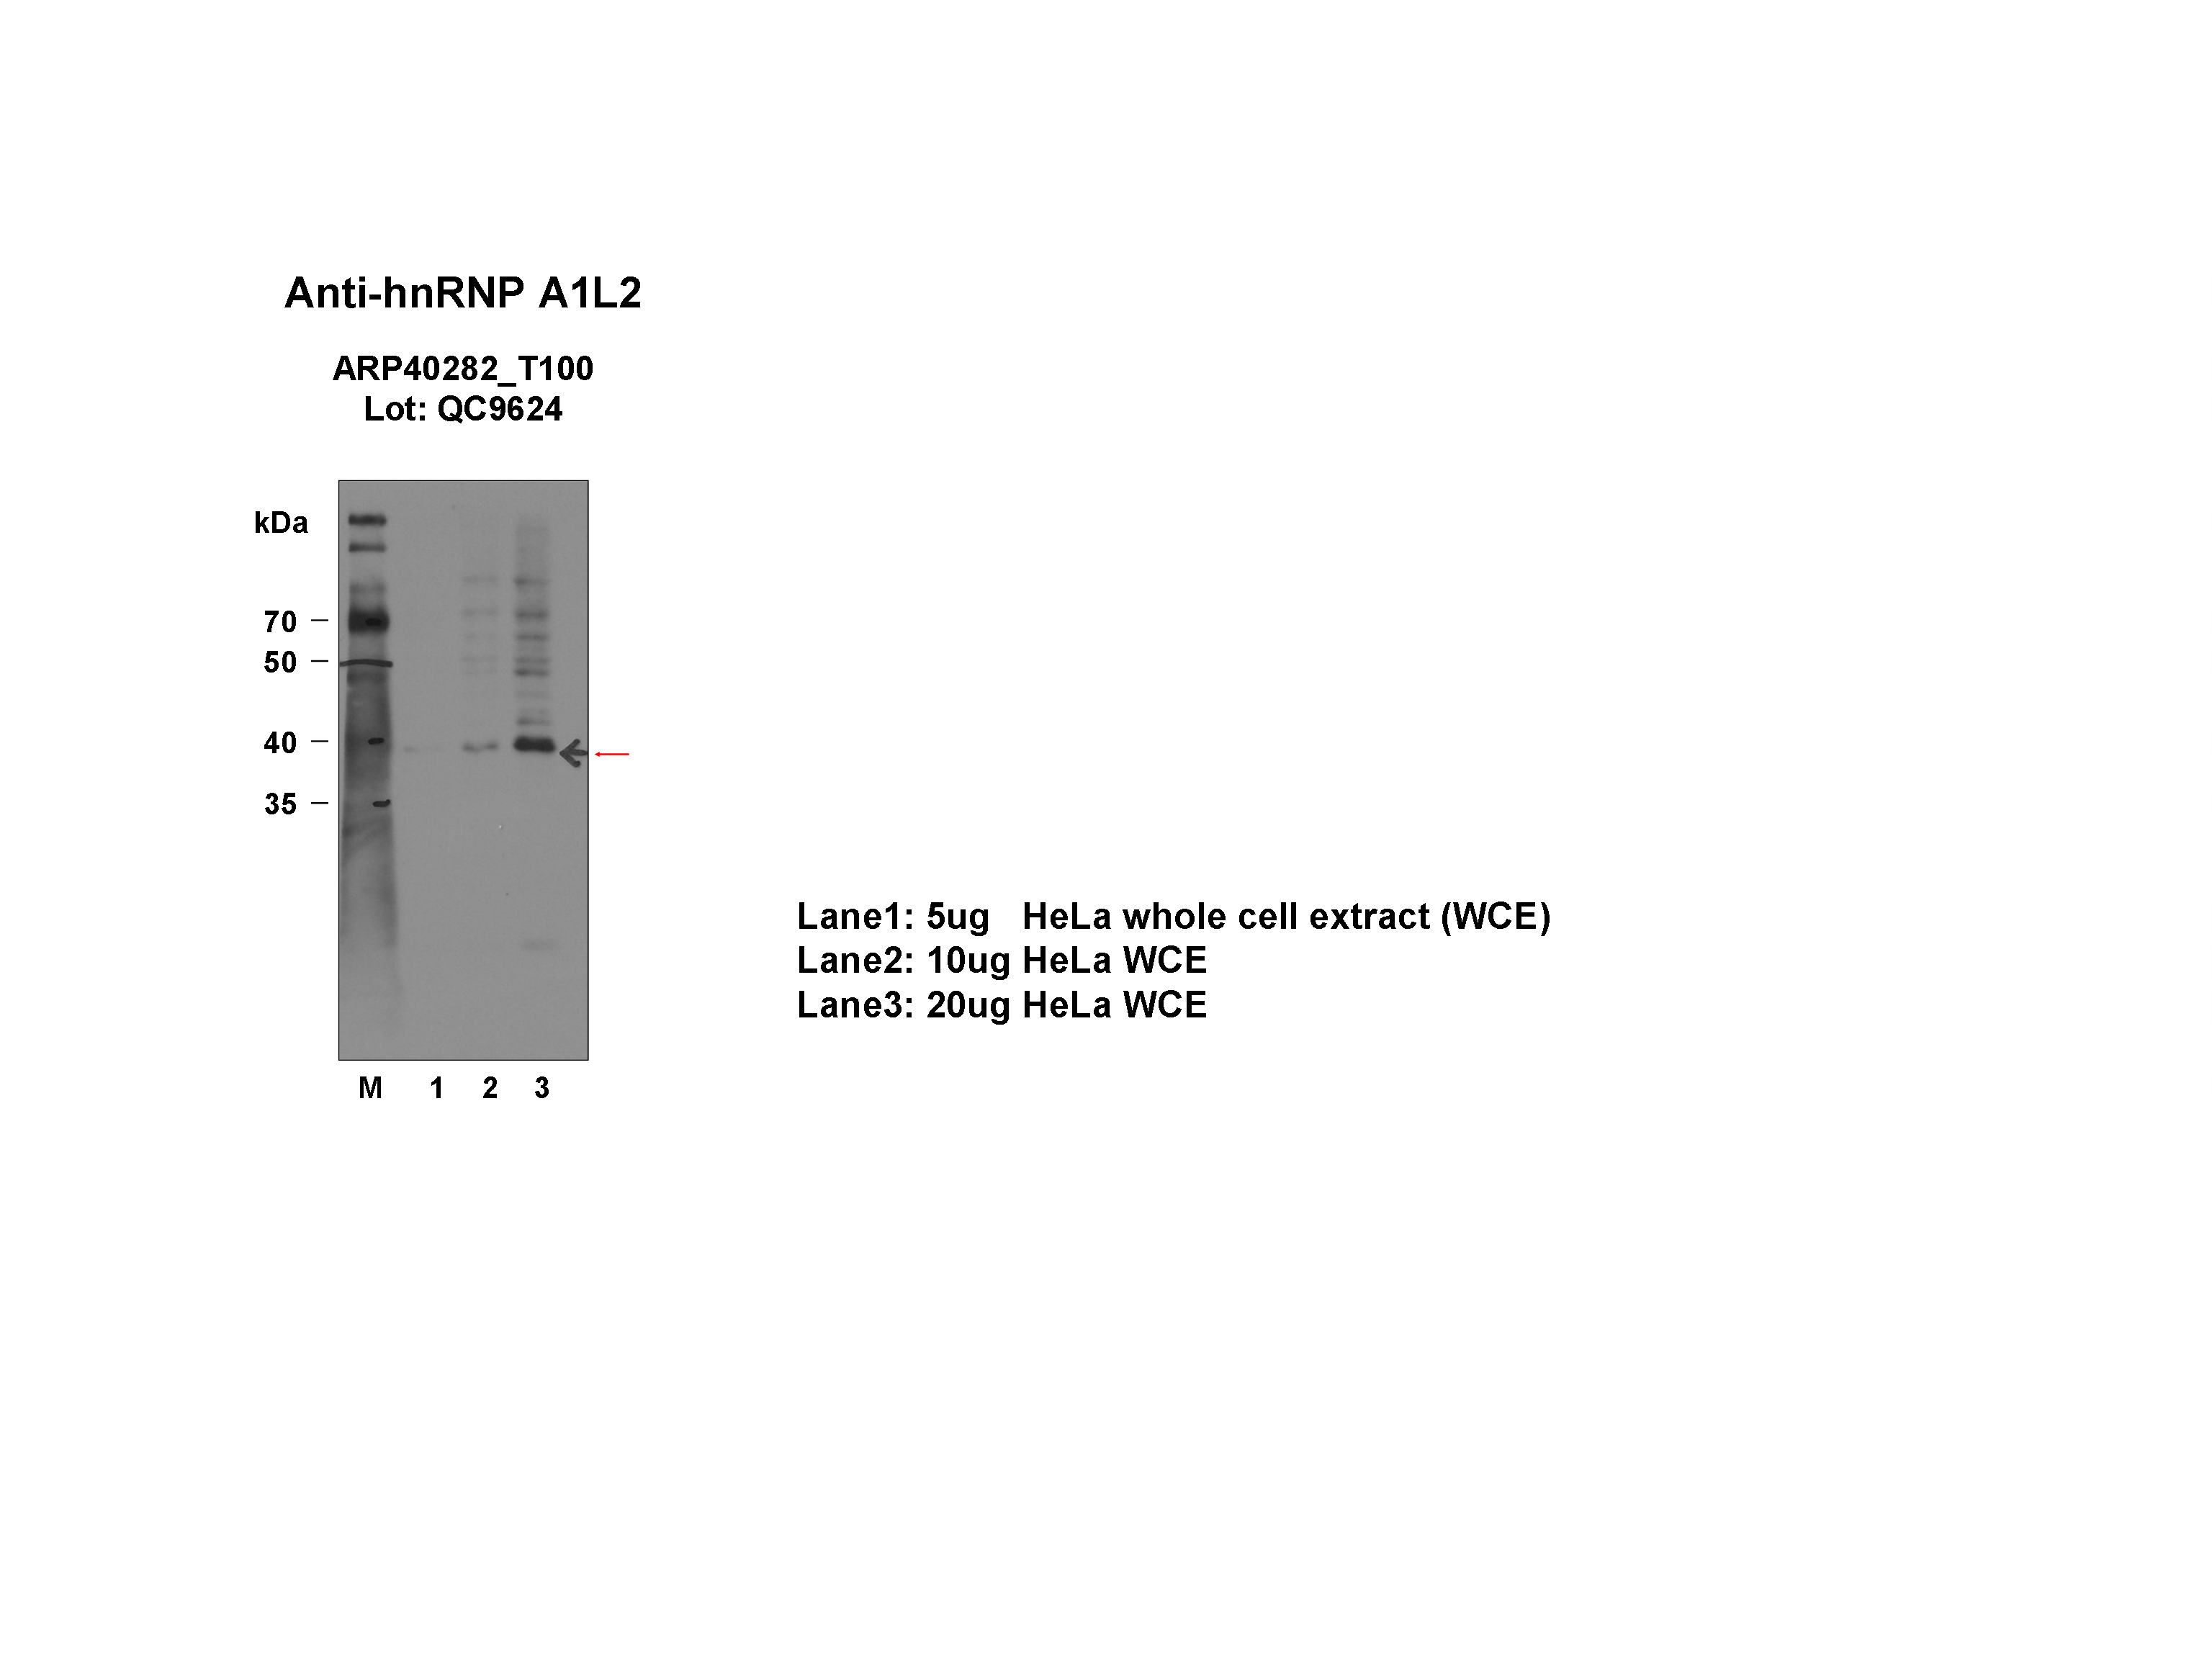 Anti-hnRNP A1L2
ARP40282_T100
Lot: QC9624
kDa
70
50
40
35
M 1 2 3
Lane1: 5ug HeLa whole cell extract (WCE)
Lane2: 10ug HeLa WCE
Lane3: 20ug HeLa WCE